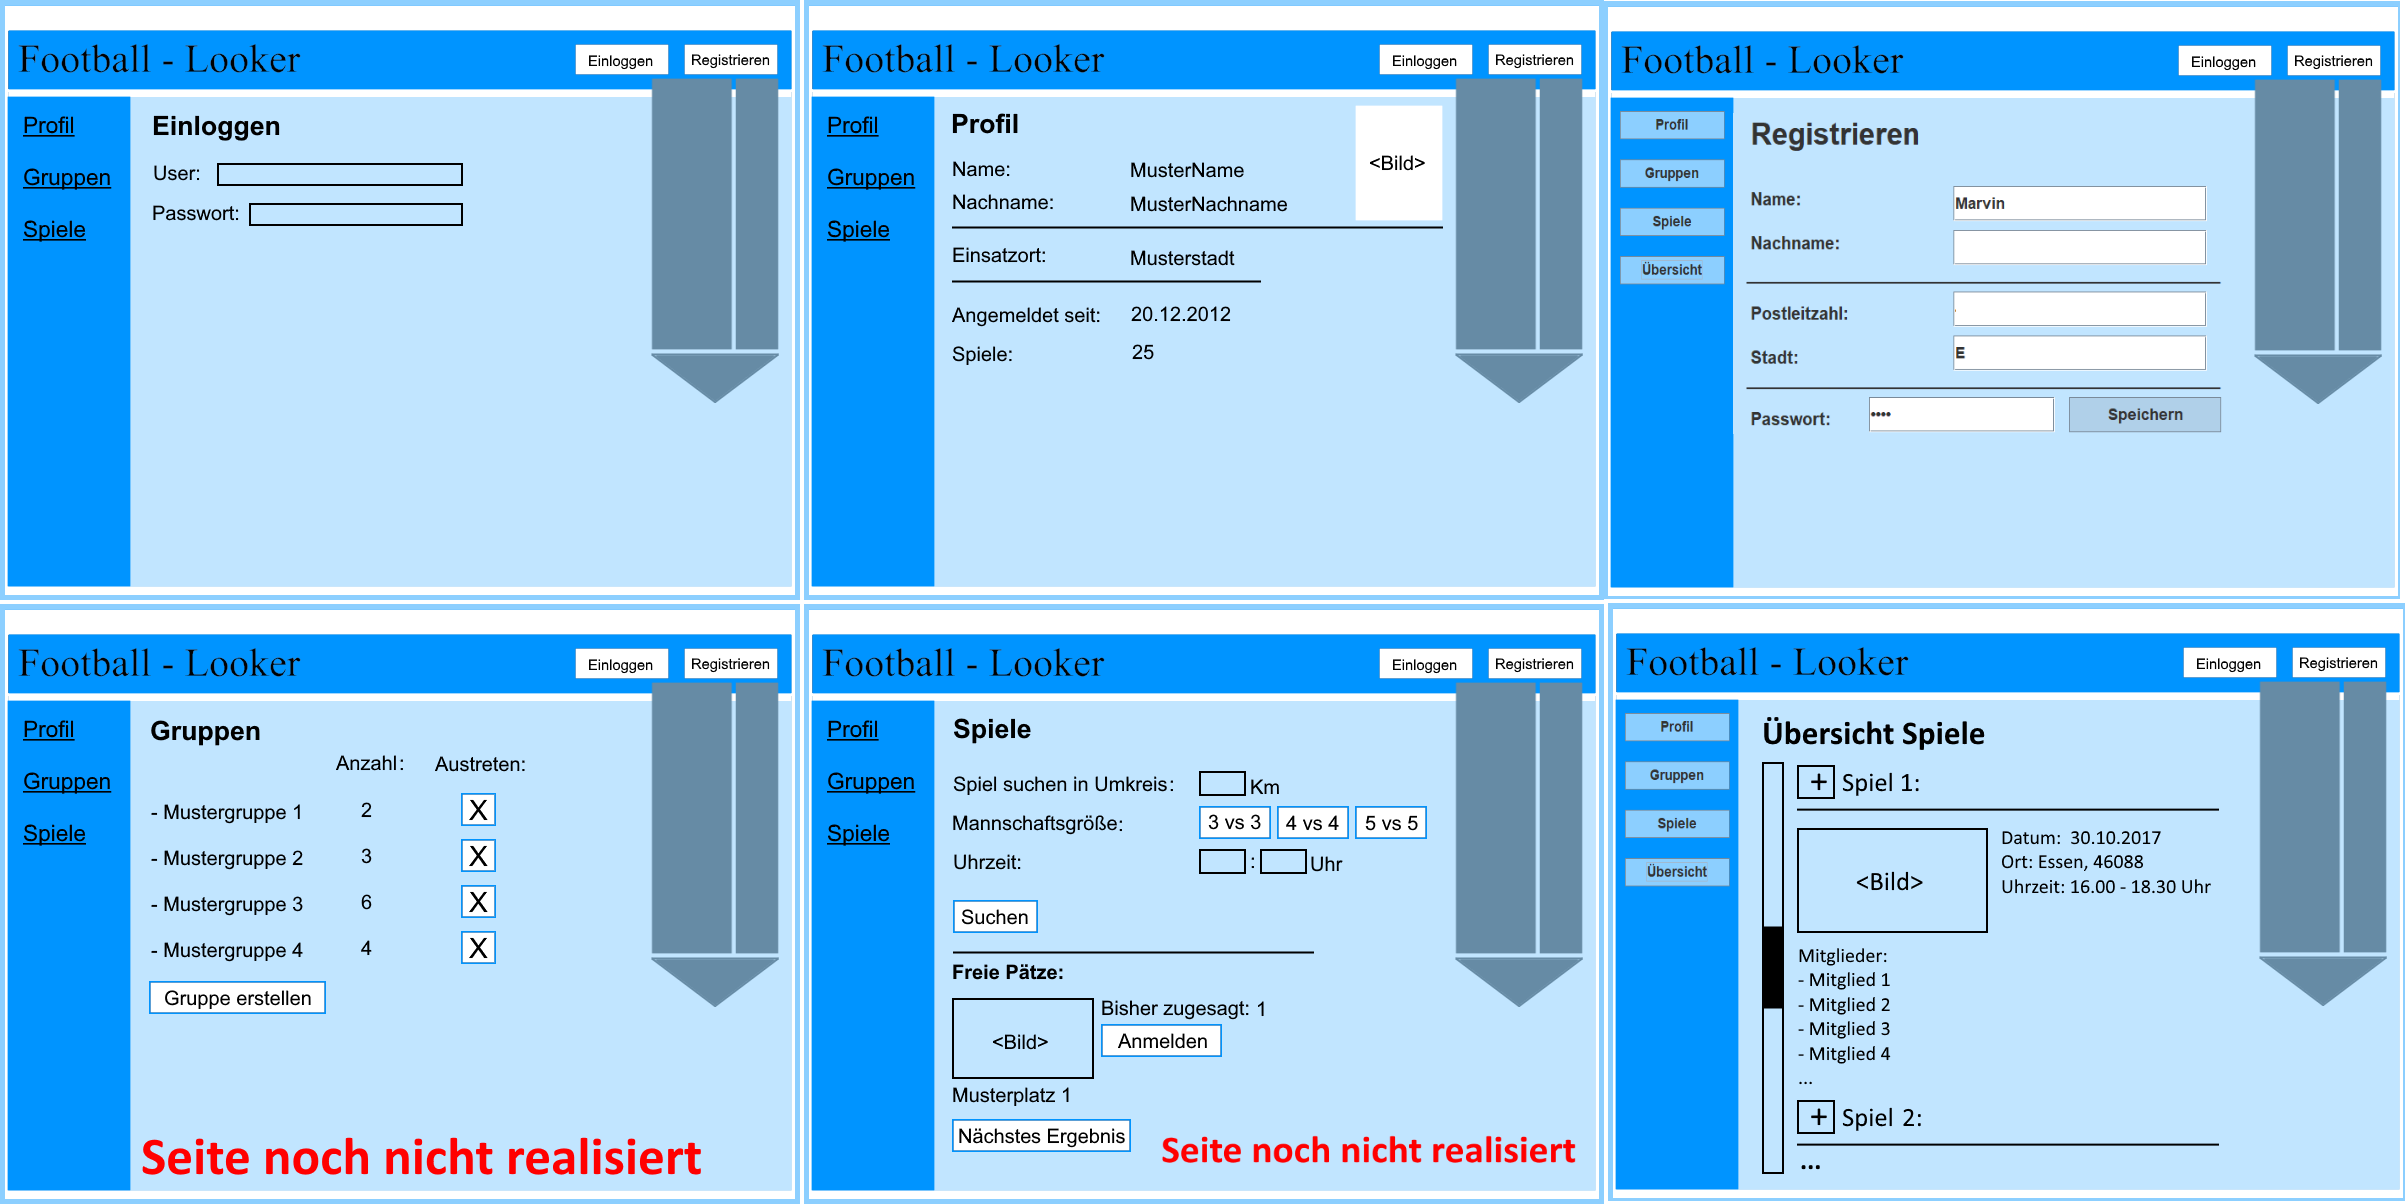 Football - Looker
Einloggen
Registrieren
Profil
Gruppen
Spiele
Einloggen
User:
Passwort:
Football - Looker
Einloggen
Registrieren
Profil
Gruppen
Spiele
Profil
<Bild>
Name: MusterName
Nachname: MusterNachname
Einsatzort: Musterstadt
Angemeldet seit: 20.12.2012
Spiele: 25
Football - Looker
Einloggen
Registrieren
Profil
Gruppen
Spiele
Übersicht
Registrieren
Name: Marvin
Nachname:
Postleitzahl:
Stadt: E
Passwort: ••••
Speichern
Football - Looker
Einloggen
Registrieren
Profil
Gruppen
Spiele
Gruppen
Anzahl: Austreten:
- Mustergruppe 1 2 X
- Mustergruppe 2 3 X
- Mustergruppe 3 6 X
- Mustergruppe 4 4 X
Gruppe erstellen
Seite noch nicht realisiert
Football - Looker
Einloggen
Registrieren
Profil
Gruppen
Spiele
Spiele
Spiel suchen in Umkreis: Km
Mannschaftsgröße: 3 vs 3 4 vs 4 5 vs 5
Uhrzeit: : Uhr
Suchen
Freie Pätze:
<Bild>
Bisher zugesagt: 1
Anmelden
Musterplatz 1
Nächstes Ergebnis
Seite noch nicht realisiert
Football - Looker
Einloggen
Registrieren
Profil
Gruppen
Spiele
Übersicht
Übersicht Spiele
+ Spiel 1:
<Bild>
Datum: 30.10.2017
Ort: Essen, 46088
Uhrzeit: 16.00 - 18.30 Uhr
Mitglieder:
- Mitglied 1
- Mitglied 2
- Mitglied 3
- Mitglied 4
...
+ Spiel 2:
...